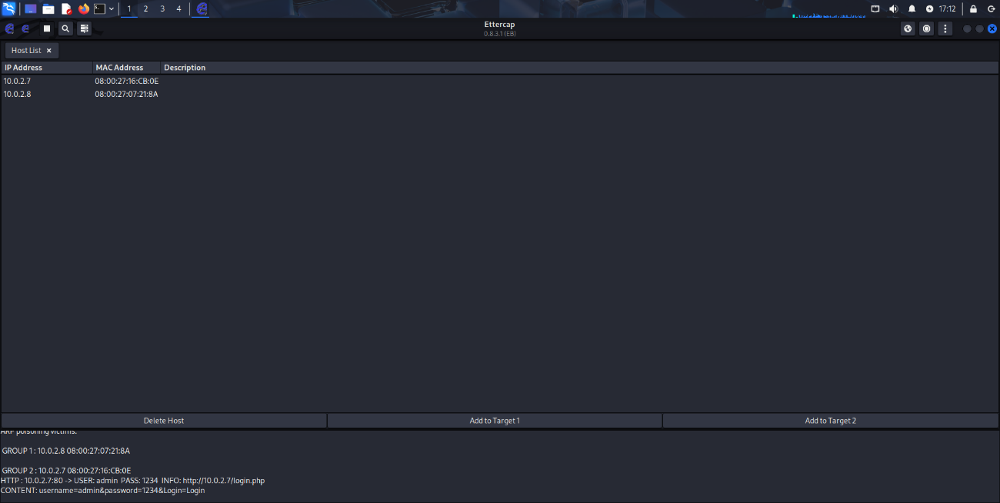 1 2 3 4 17:12
Ettercap
0.8.3.1 (EB)
Host List ×
IP Address MAC Address Description
10.0.2.7 08:00:27:16:CB:0E
10.0.2.8 08:00:27:07:21:8A
Delete Host Add to Target 1 Add to Target 2
ARP poisoning victims:
GROUP 1 : 10.0.2.8 08:00:27:07:21:8A
GROUP 2 : 10.0.2.7 08:00:27:16:CB:0E
HTTP : 10.0.2.7:80 -> USER: admin PASS: 1234 INFO: http://10.0.2.7/login.php
CONTENT: username=admin&password=1234&Login=Login